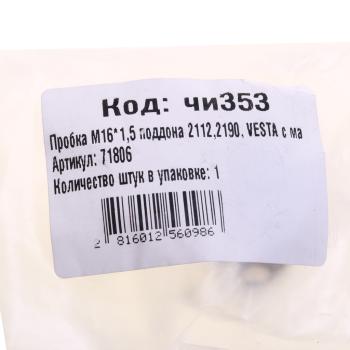 Код: чи353
Пробка М16*1,5 поддона 2112,2190, VESTA с ма
Артикул: 71806
Количество штук в упаковке: 1
2 816012 560986